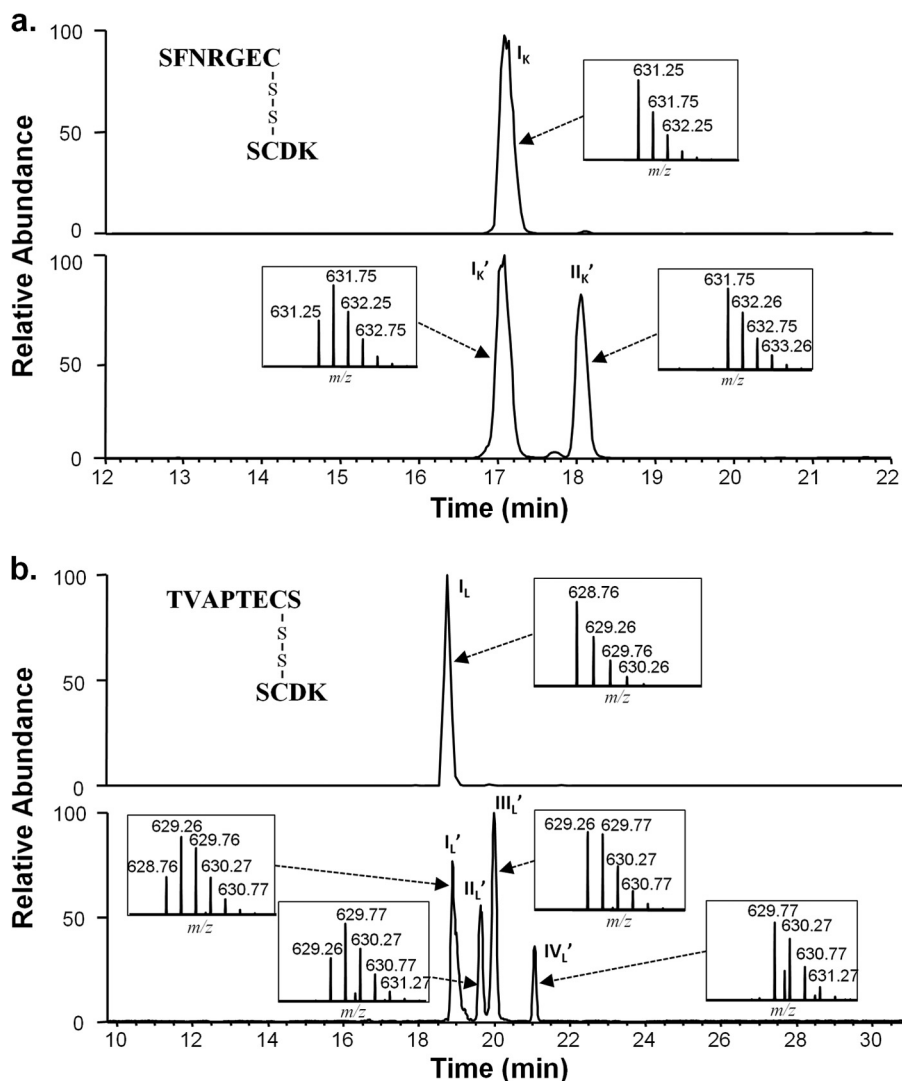 a.
100
50
0
Relative Abundance
SFNRGEC
S
S
SCDK
I_K
631.25
631.75
632.25
m/z
100
50
0
Relative Abundance
I_K'
II_K'
631.75
631.25
632.25
632.75
m/z
631.75
632.26
632.75
633.26
m/z
12 13 14 15 16 17 18 19 20 21 22
Time (min)
b.
100
50
Relative Abundance
TVAPTECS
S
S
SCDK
I_L
628.76
629.26
629.76
630.26
m/z
100
50
0
Relative Abundance
I_L'
II_L'
III_L'
IV_L'
629.26
629.76
628.76
630.27
630.77
m/z
629.77
629.26
630.27
630.77
631.27
m/z
629.26 629.77
630.27
630.77
m/z
629.77
630.27
630.77
631.27
m/z
10 12 14 16 18 20 22 24 26 28 30
Time (min)